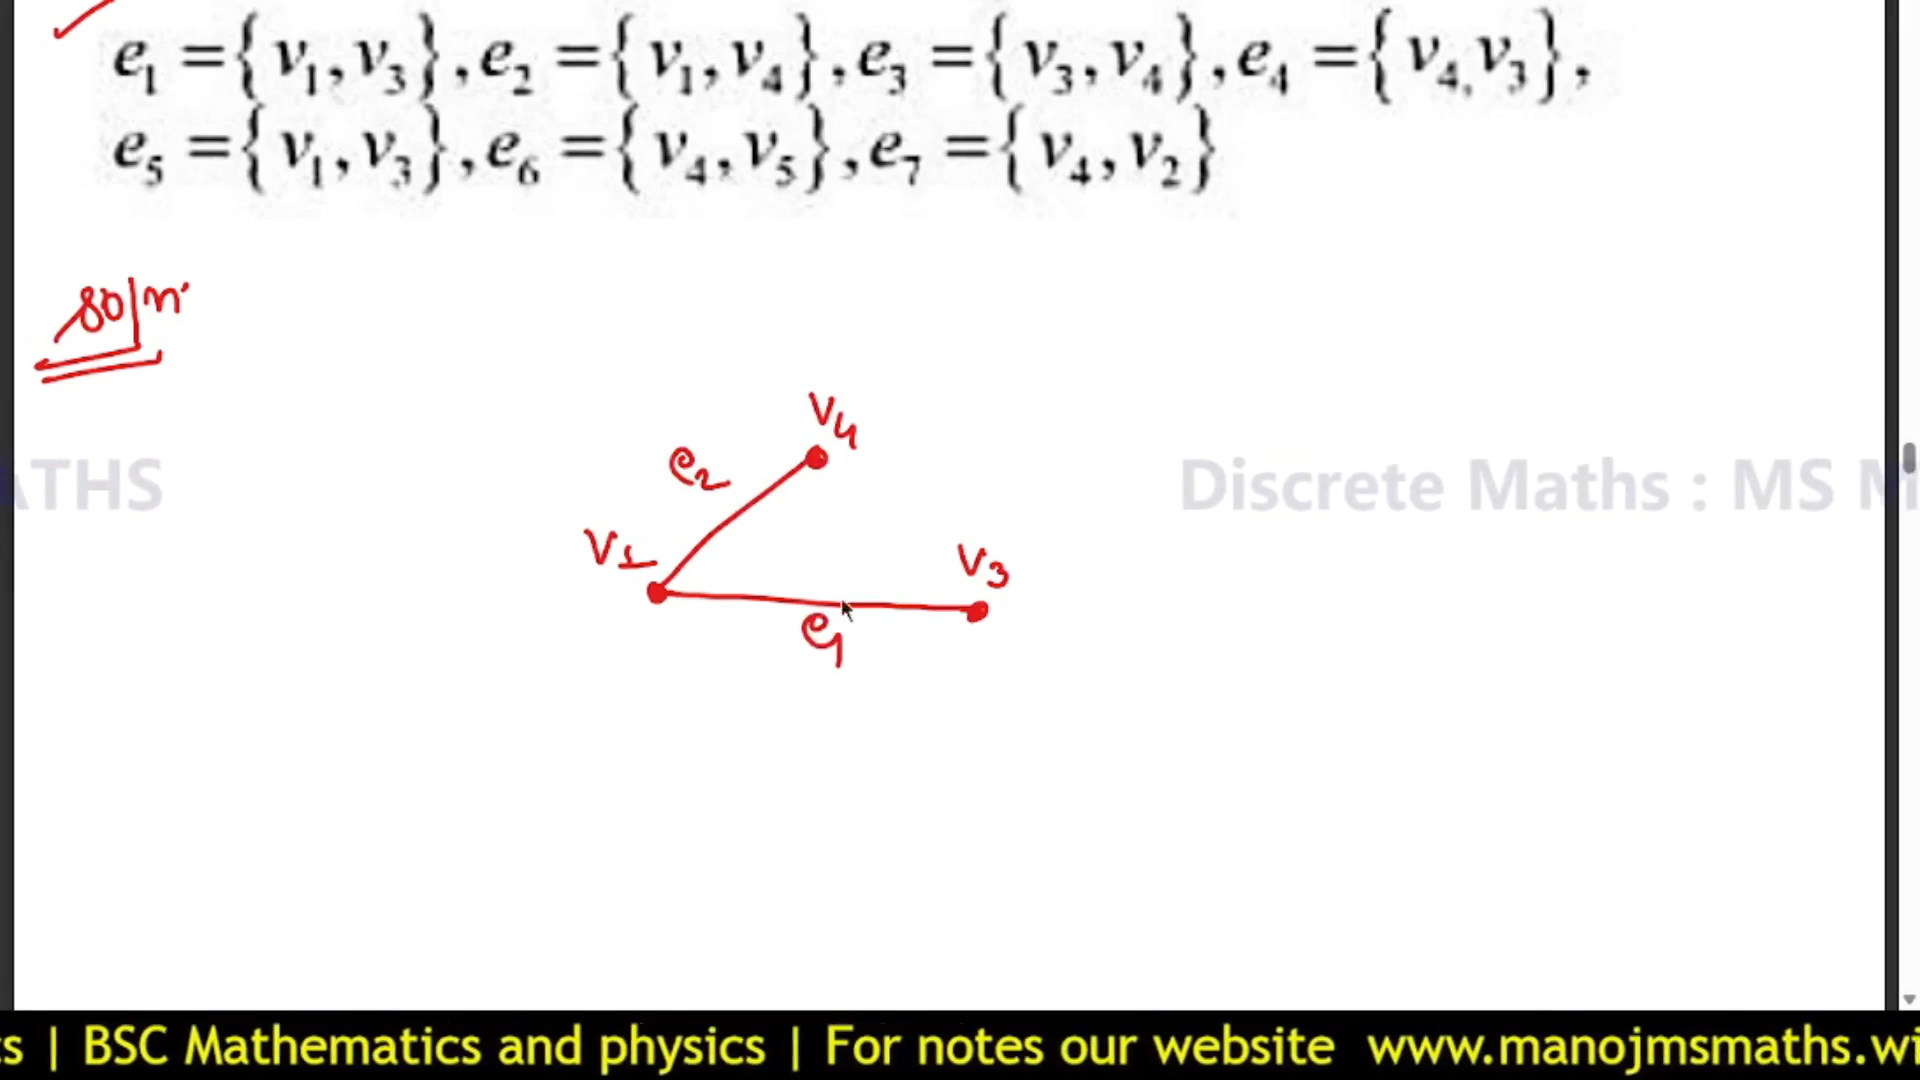 e₁ ={ v₁,v₃},e₂ ={ v₁,v₄},e₃ ={ v₃,v₄},e₄ ={ v₄,v₃},
e₅ ={ v₁,v₃},e₆ ={ v₄,v₅},e₇ ={ v₄,v₂}
sol|n:
v₄
e₂
ATHS
Discrete Maths : MS M
v₁
v₃
e₁
cs | BSC Mathematics and physics | For notes our website www.manojmsmaths.wi